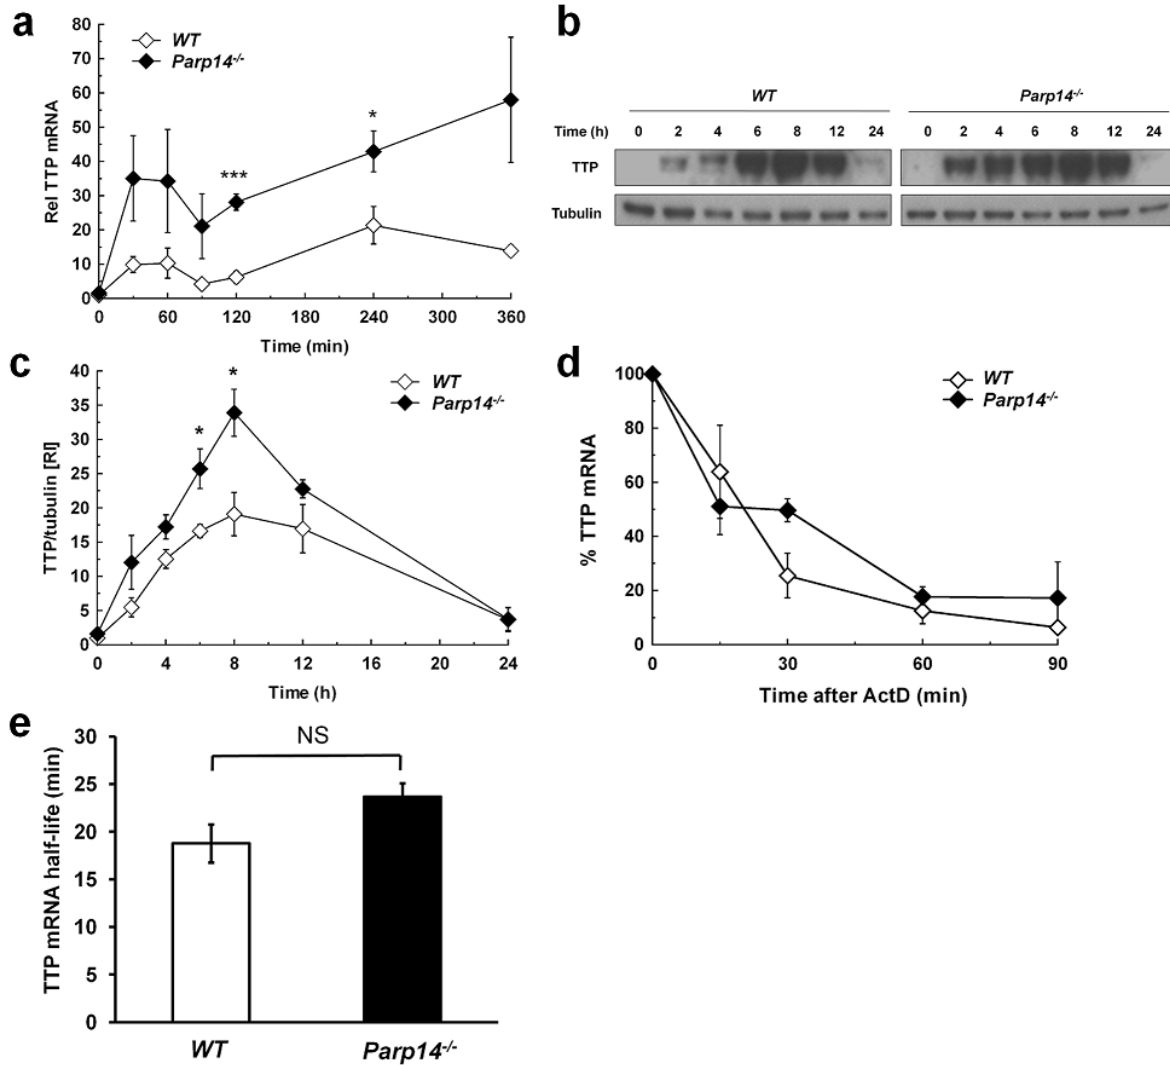 a
WT
Parp14-/-
Rel TTP mRNA
80
70
60
50
40
30
20
10
0
***
*
0 60 120 180 240 300 360
Time (min)
b
WT Parp14-/-
Time (h) 0 2 4 6 8 12 24 0 2 4 6 8 12 24
TTP
Tubulin
c
WT
Parp14-/-
TTP/tubulin [RI]
40
35
30
25
20
15
10
5
0
*
*
0 4 8 12 16 20 24
Time (h)
d
WT
Parp14-/-
% TTP mRNA
100
80
60
40
20
0
0 30 60 90
Time after ActD (min)
e
NS
TTP mRNA half-life (min)
30
25
20
15
10
5
0
WT Parp14-/-